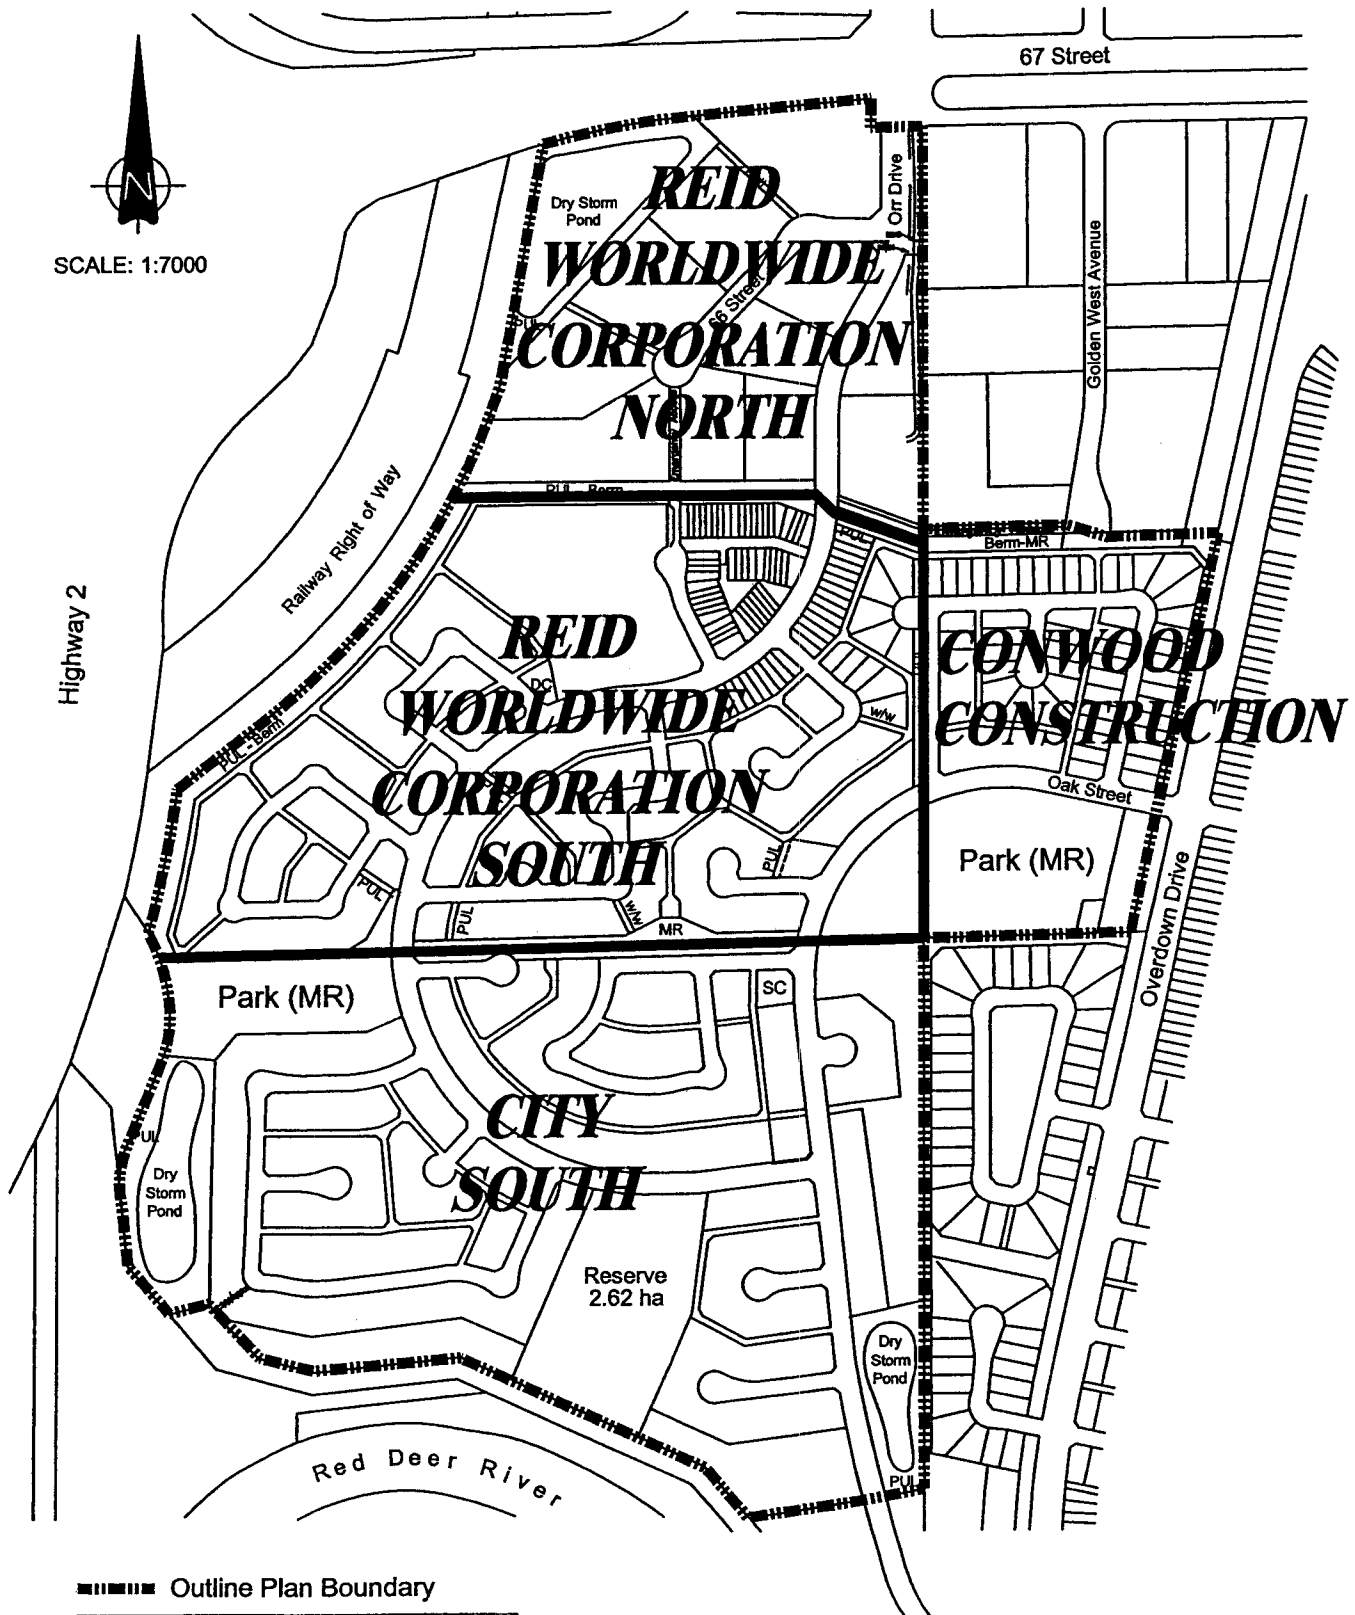 67 Street
N
SCALE: 1:7000
Dry Storm
Pond
Orr Drive
REID
WORLDWIDE
CORPORATION
NORTH
66 Street
PUL
Golden West Avenue
PUL - Berm
Railway Right of Way
Highway 2
PUL
Berm-MR
REID
WORLDWIDE
CORPORATION
SOUTH
DC
w/w
CONWOOD
CONSTRUCTION
PUL - Berm
Oak Street
Park (MR)
PUL
PUL
PUL
w/w
MR
Overdown Drive
Park (MR)
SC
CITY
SOUTH
PUL
Dry
Storm
Pond
Reserve
2.62 ha
Dry
Storm
Pond
PUL
Red Deer River
Outline Plan Boundary